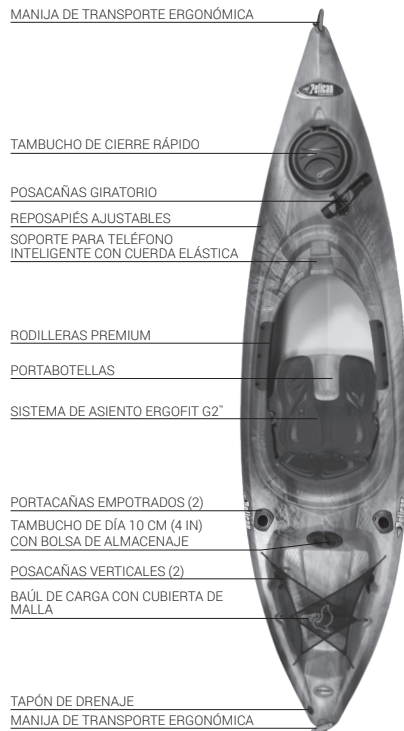 MANIJA DE TRANSPORTE ERGONÓMICA
Pelican
TAMBUCHO DE CIERRE RÁPIDO
POSACAÑAS GIRATORIO
REPOSAPIÉS AJUSTABLES
SOPORTE PARA TELÉFONO
INTELIGENTE CON CUERDA ELÁSTICA
RODILLERAS PREMIUM
PORTABOTELLAS
SISTEMA DE ASIENTO ERGOFIT G2™
PORTACAÑAS EMPOTRADOS (2)
TAMBUCHO DE DÍA 10 CM (4 IN)
CON BOLSA DE ALMACENAJE
POSACAÑAS VERTICALES (2)
BAÚL DE CARGA CON CUBIERTA DE
MALLA
TAPÓN DE DRENAJE
MANIJA DE TRANSPORTE ERGONÓMICA